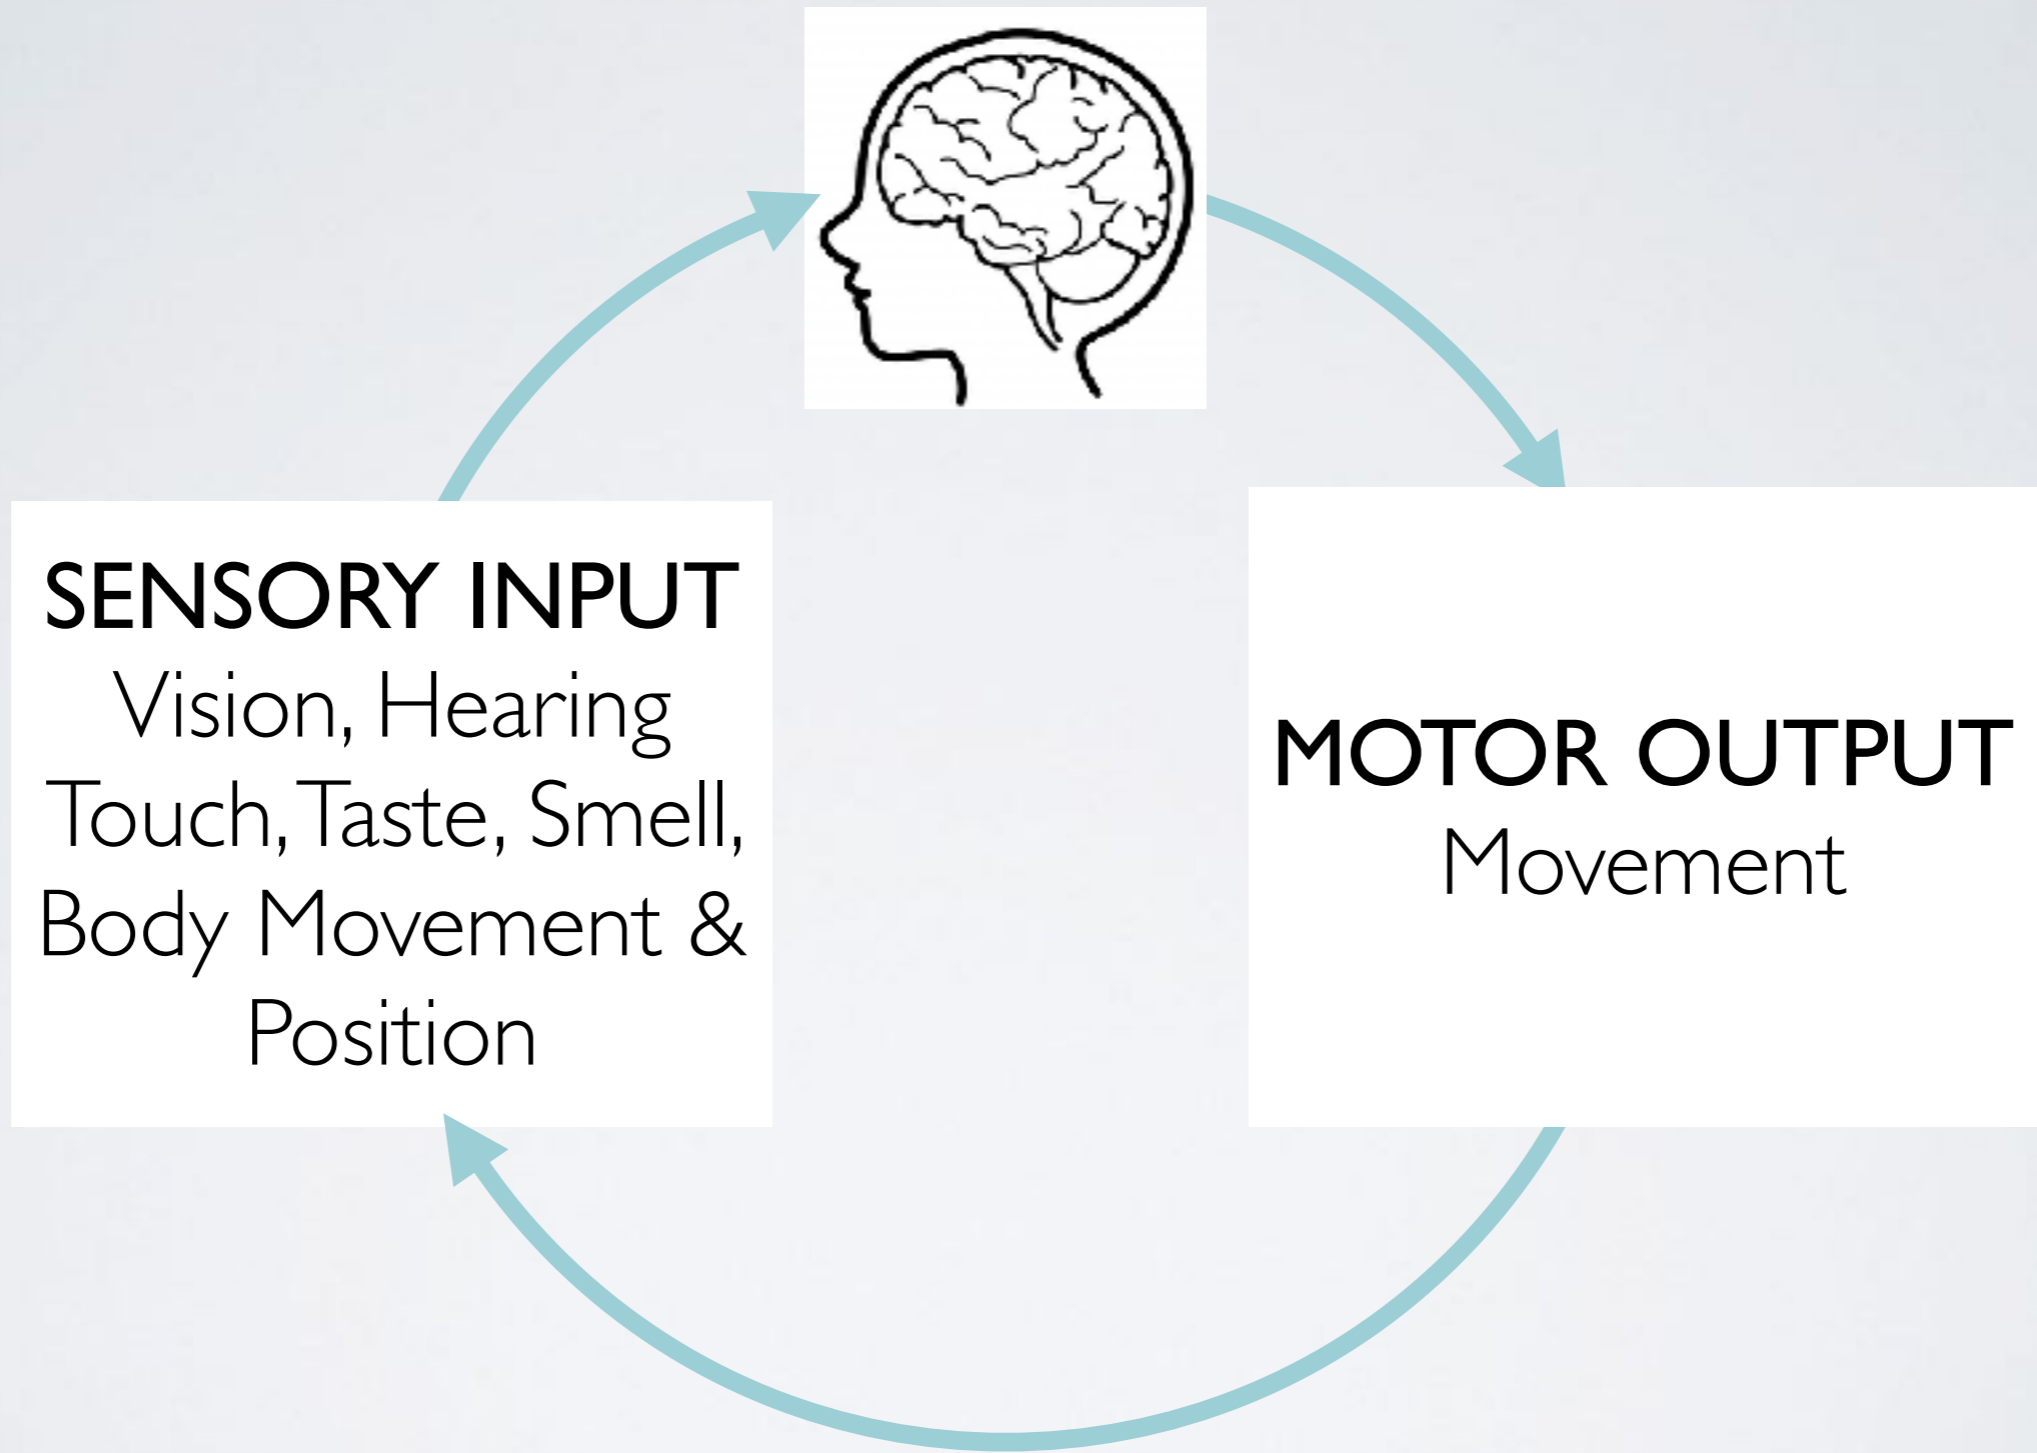 SENSORY INPUT
Vision, Hearing
Touch, Taste, Smell,
Body Movement &
Position
MOTOR OUTPUT
Movement